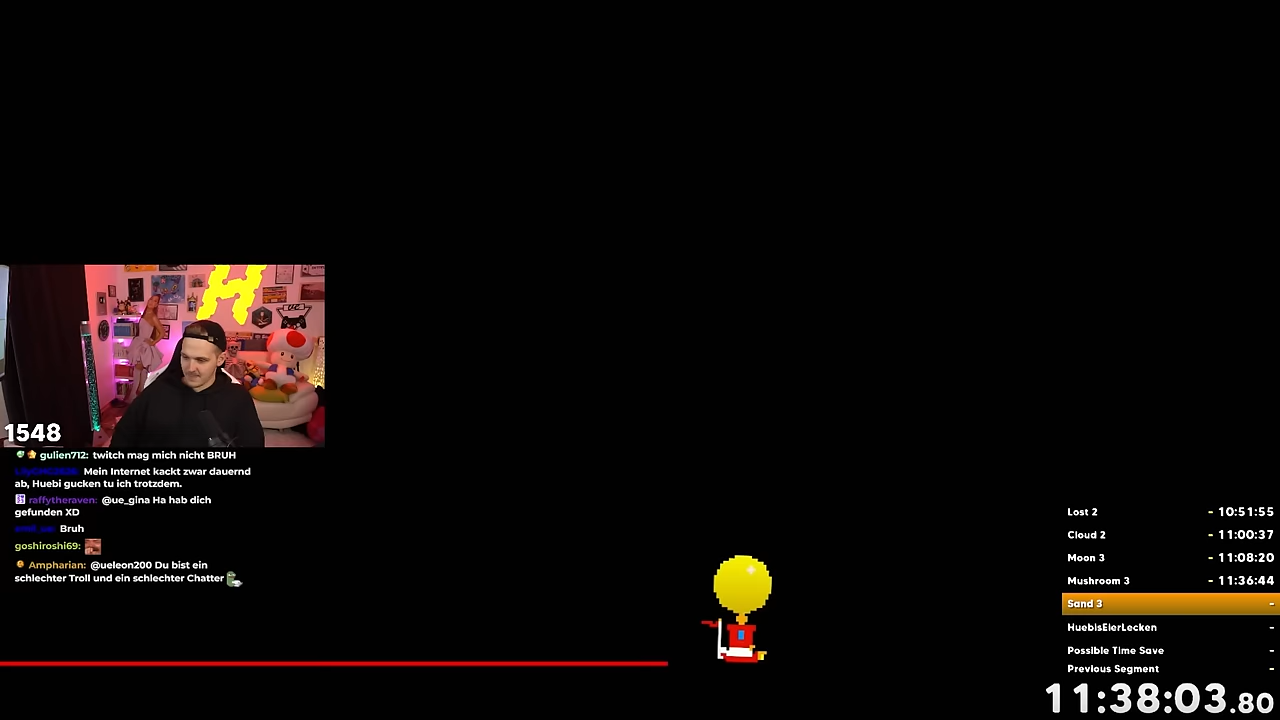 1548
gulien712: twitch mag mich nicht BRUH
Mein Internet kackt zwar dauernd
ab, Huebi gucken tu ich trotzdem.
raffytheraven: @ue_gina Ha hab dich
gefunden XD
Bruh
goshiroshi69:
Ampharian: @ueleon200 Du bist ein
schlechter Troll und ein schlechter Chatter
Lost 2 - 10:51:55
Cloud 2 - 11:00:37
Moon 3 - 11:08:20
Mushroom 3 - 11:36:44
Sand 3 -
HuebisEierLecken -
Possible Time Save -
Previous Segment -
11:38:03.80